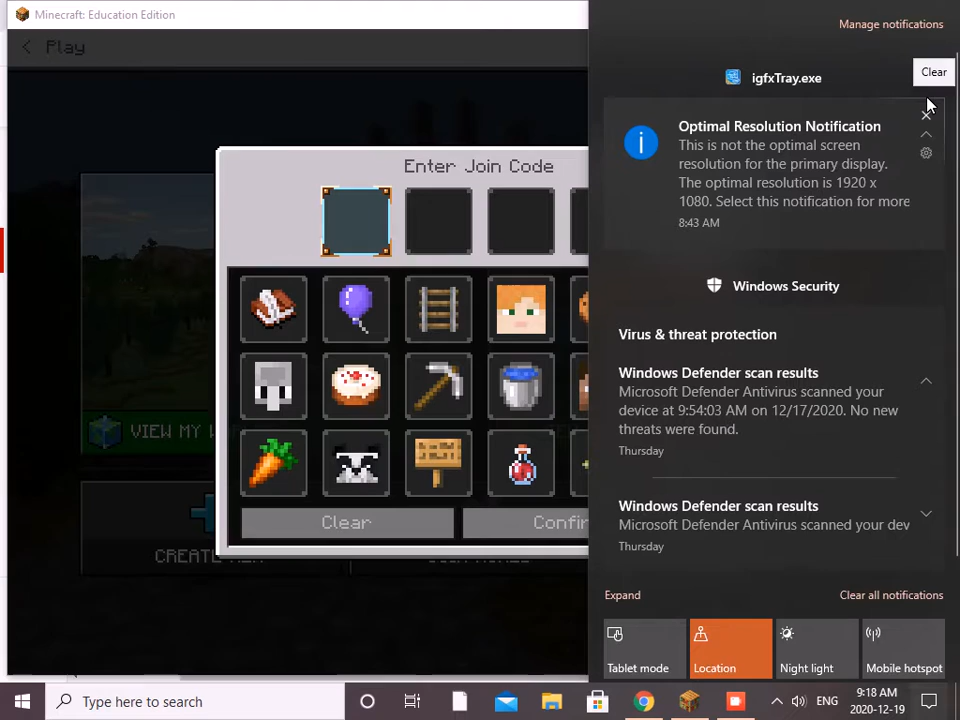 Minecraft: Education Edition
Manage notifications
Play
igfxTray.exe
Clear
Optimal Resolution Notification
This is not the optimal screen
resolution for the primary display.
The optimal resolution is 1920 x
1080. Select this notification for more
8:43 AM
Enter Join Code
Windows Security
Virus & threat protection
Windows Defender scan results
Microsoft Defender Antivirus scanned your
device at 9:54:03 AM on 12/17/2020. No new
threats were found.
Thursday
VIEW MY
Windows Defender scan results
Microsoft Defender Antivirus scanned your dev
Thursday
Clear
Confir
CREATE NEW
Expand
Clear all notifications
Tablet mode
Location
Night light
Mobile hotspot
Type here to search
ENG
9:18 AM
2020-12-19